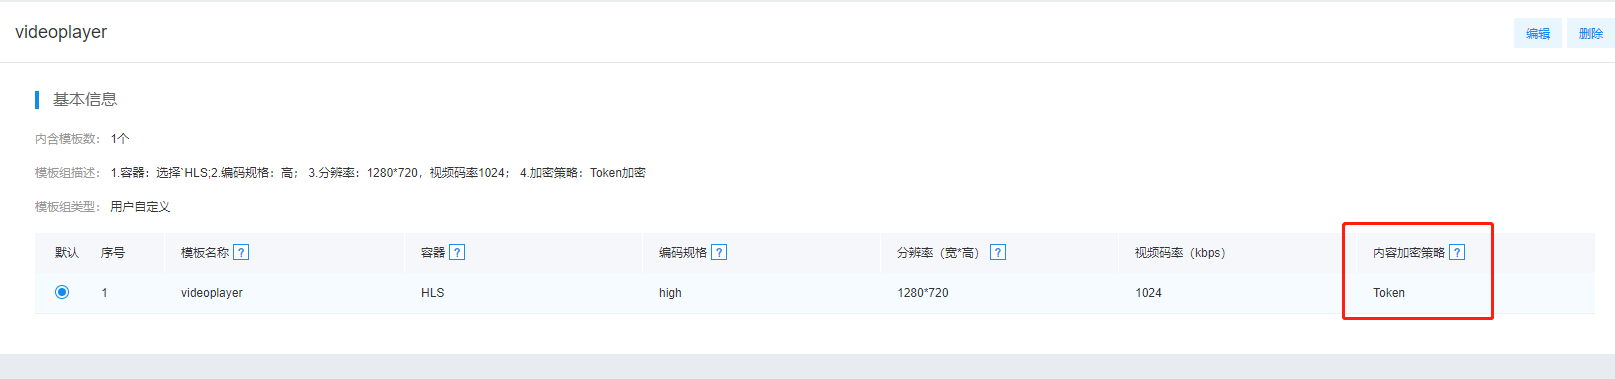 videoplayer
编辑 删除
基本信息
内含模板数： 1个
模板组描述： 1.容器：选择`HLS;2.编码规格：高； 3.分辨率：1280*720，视频码率1024； 4.加密策略：Token加密
模板组类型： 用户自定义
默认 序号 模板名称 ? 容器 ? 编码规格 ? 分辨率（宽*高） ? 视频码率（kbps） 内容加密策略 ?
1 videoplayer HLS high 1280*720 1024 Token